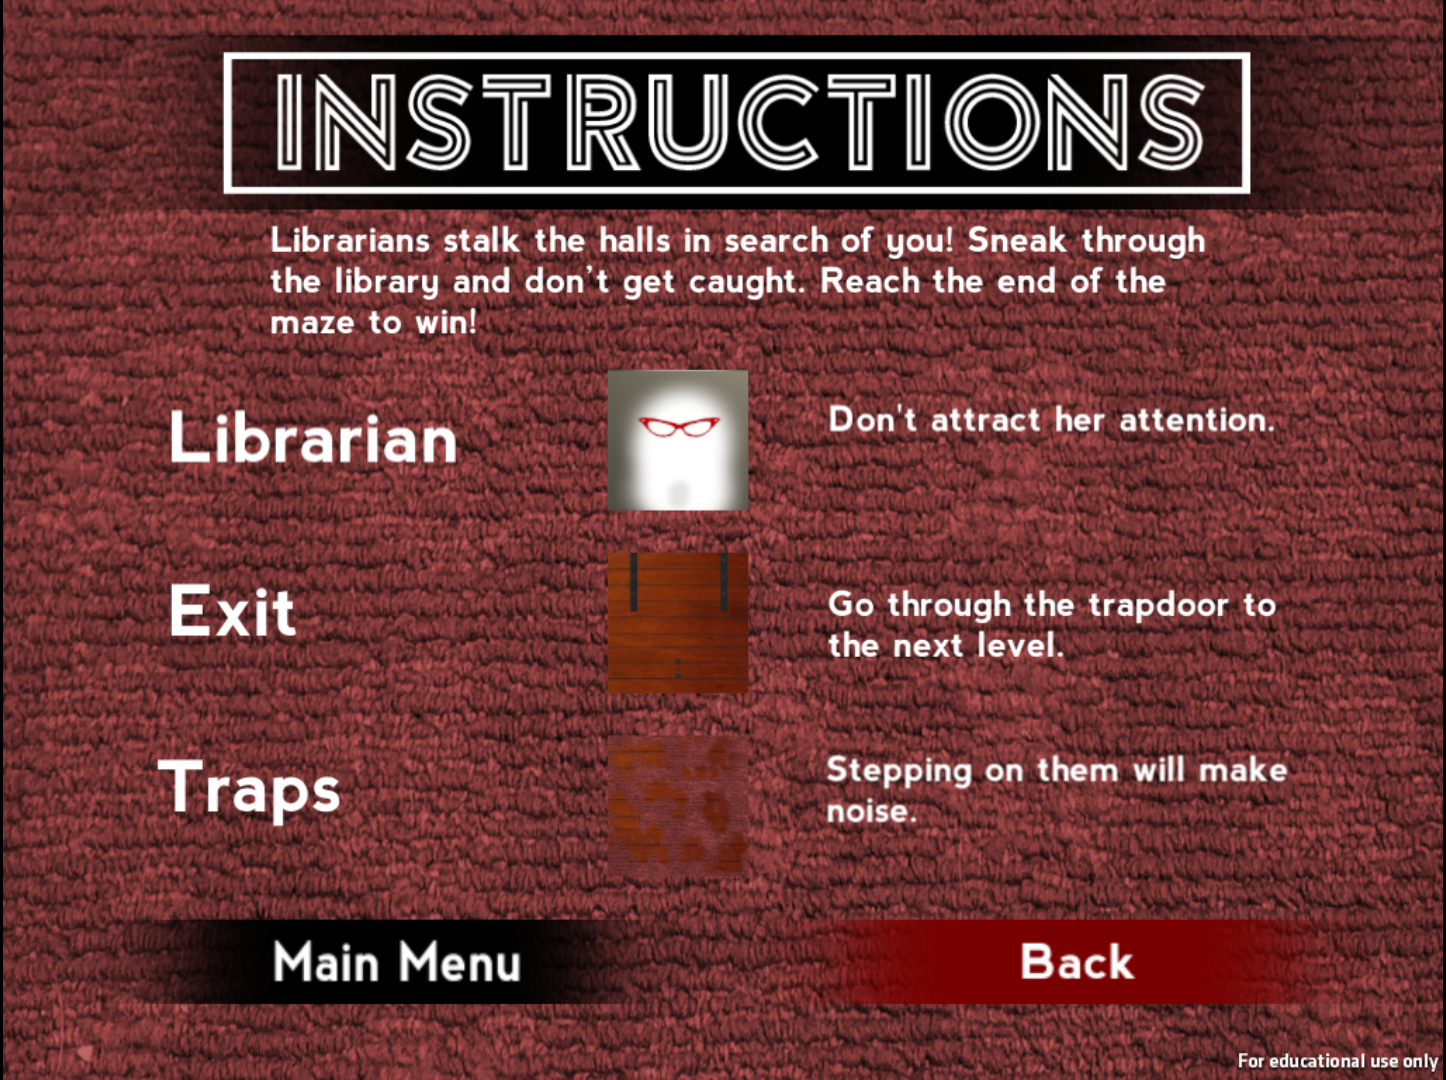 INSTRUCTIONS
Librarians stalk the halls in search of you! Sneak through
the library and don't get caught. Reach the end of the
maze to win!
Librarian
Don't attract her attention.
Exit
Go through the trapdoor to
the next level.
Traps
Stepping on them will make
noise.
Main Menu
Back
For educational use only